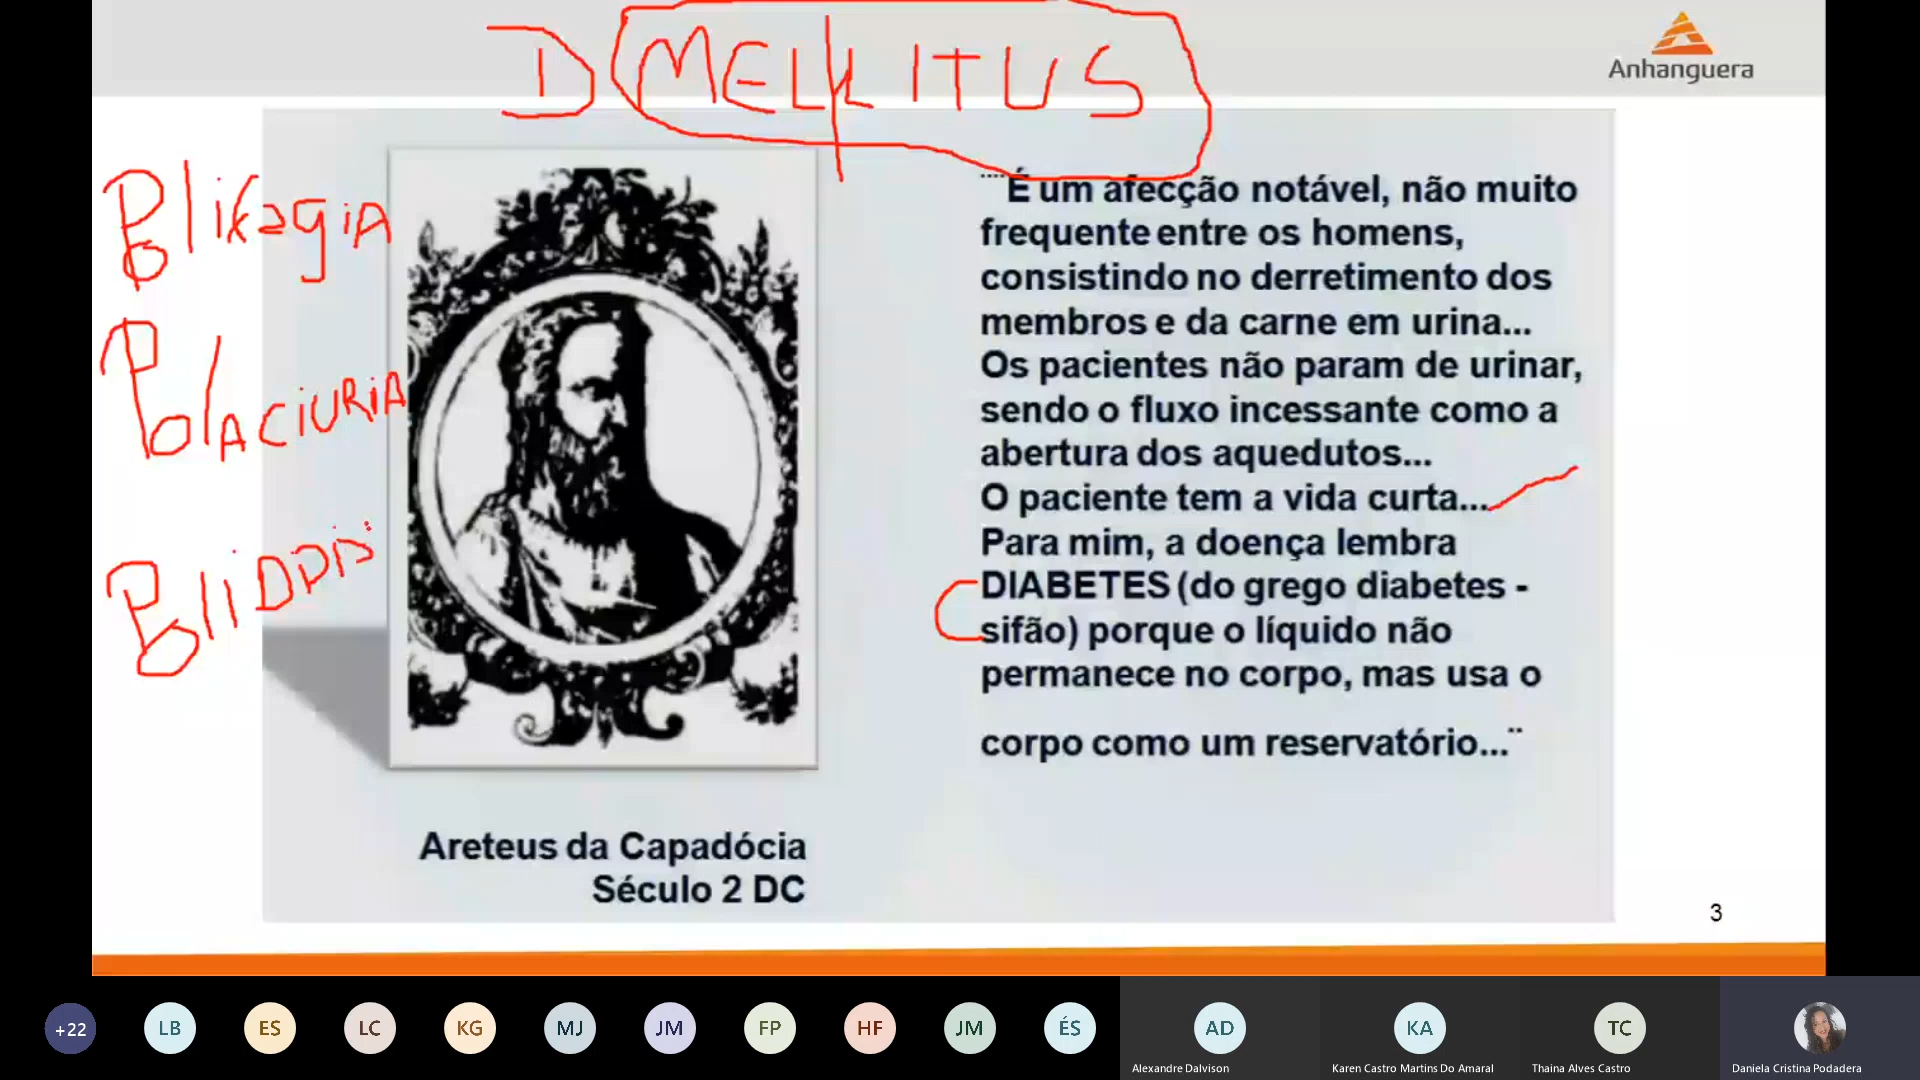 D MELLITUS
Anhanguera
Polifagia
Polaciuria
¨¨É um afecção notável, não muito
frequente entre os homens,
consistindo no derretimento dos
membros e da carne em urina...
Os pacientes não param de urinar,
sendo o fluxo incessante como a
abertura dos aquedutos...
O paciente tem a vida curta...
Para mim, a doença lembra
DIABETES (do grego diabetes -
sifão) porque o líquido não
permanece no corpo, mas usa o
corpo como um reservatório...¨
Areteus da Capadócia
Século 2 DC
3
+22 LB ES LC KG MJ JM FP HF JM ÉS AD KA TC
Alexandre Dalvison Karen Castro Martins Do Amaral Thaina Alves Castro Daniela Cristina Podadera